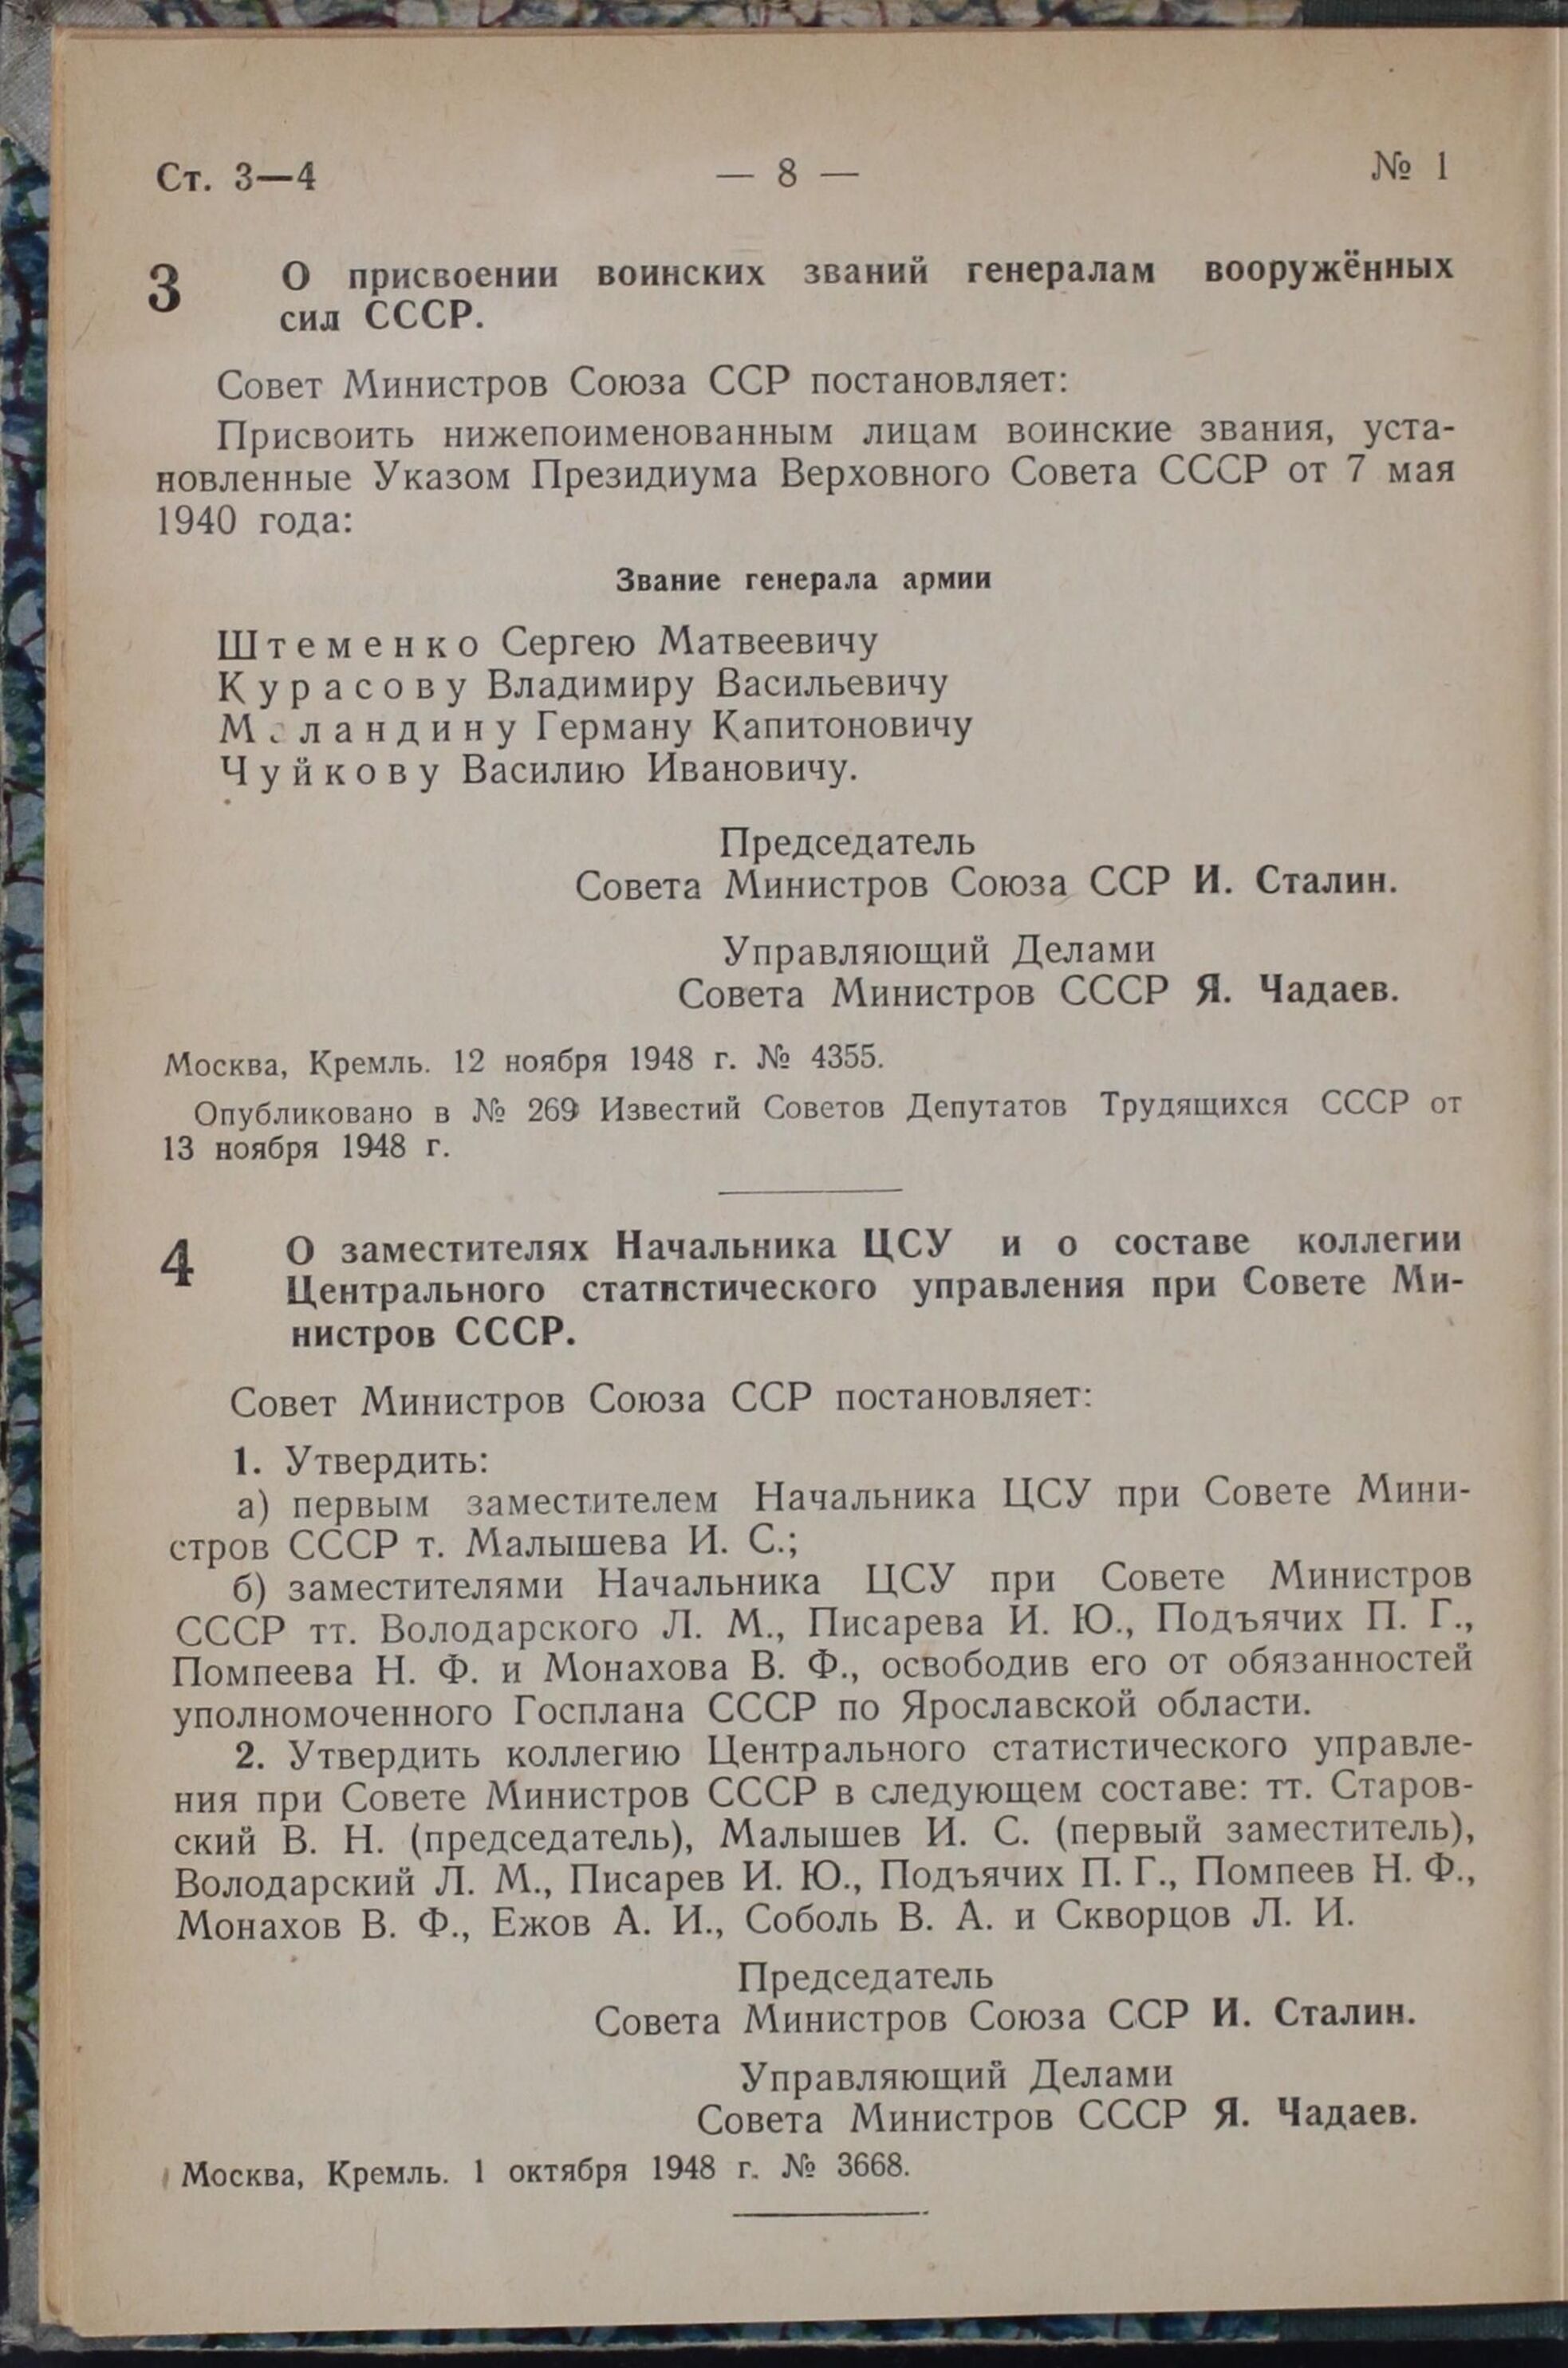 Ст. 3—4 — 8 — № 1
3 О присвоении воинских званий генералам вооружённых
сил СССР.
Совет Министров Союза ССР постановляет:
Присвоить нижепоименованным лицам воинские звания, уста-
новленные Указом Президиума Верховного Совета СССР от 7 мая
1940 года:
Звание генерала армии
Штеменко Сергею Матвеевичу
Курасову Владимиру Васильевичу
Маландину Герману Капитоновичу
Чуйкову Василию Ивановичу.
Председатель
Совета Министров Союза ССР И. Сталин.
Управляющий Делами
Совета Министров СССР Я. Чадаев.
Москва, Кремль. 12 ноября 1948 г. № 4355.
Опубликовано в № 269 Известий Советов Депутатов Трудящихся СССР от
13 ноября 1948 г.
4 О заместителях Начальника ЦСУ и о составе коллегии
Центрального статистического управления при Совете Ми-
нистров СССР.
Совет Министров Союза ССР постановляет:
1. Утвердить:
а) первым заместителем Начальника ЦСУ при Совете Мини-
стров СССР т. Малышева И. С.;
б) заместителями Начальника ЦСУ при Совете Министров
СССР тт. Володарского Л. М., Писарева И. Ю., Подъячих П. Г.,
Помпеева Н. Ф. и Монахова В. Ф., освободив его от обязанностей
уполномоченного Госплана СССР по Ярославской области.
2. Утвердить коллегию Центрального статистического управле-
ния при Совете Министров СССР в следующем составе: тт. Старов-
ский В. Н. (председатель), Малышев И. С. (первый заместитель),
Володарский Л. М., Писарев И. Ю., Подъячих П. Г., Помпеев Н. Ф.,
Монахов В. Ф., Ежов А. И., Соболь В. А. и Скворцов Л. И.
Председатель
Совета Министров Союза ССР И. Сталин.
Управляющий Делами
Совета Министров СССР Я. Чадаев.
Москва, Кремль. 1 октября 1948 г. № 3668.